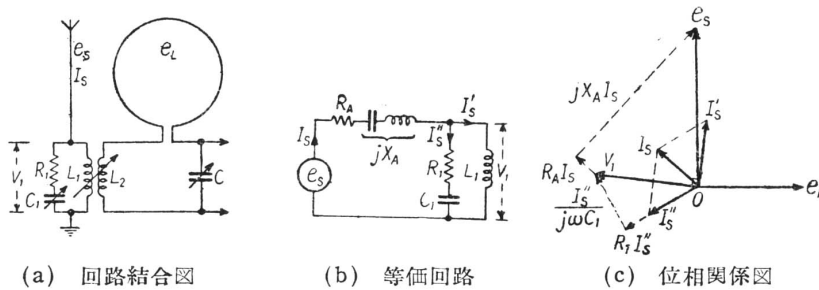 e_S
I_S
e_L
V_1
R_1
C_1
L_1
L_2
C
(a) 回路結合図
R_A
jX_A
I_S
I_S'
I_S''
e_S
R_1
C_1
L_1
V_1
(b) 等価回路
e_S
jX_A I_S
I_S'
I_S
R_A I_S
V_1
I_S''/jωC_1
R_1 I_S''
I_S''
O
(c) 位相関係図